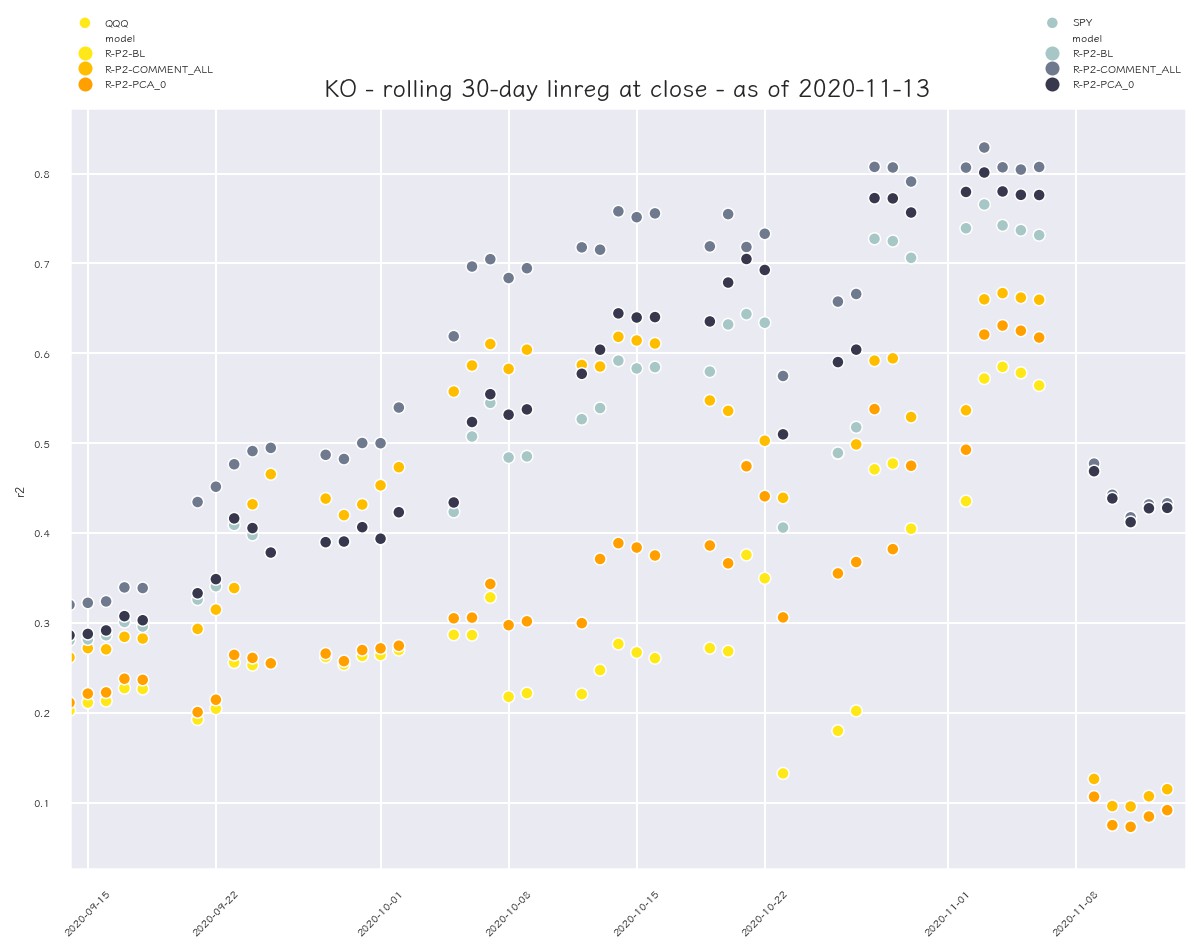 QQQ
model
R-P2-BL
R-P2-COMMENT_ALL
R-P2-PCA_0
SPY
model
R-P2-BL
R-P2-COMMENT_ALL
R-P2-PCA_0
KO - rolling 30-day linreg at close - as of 2020-11-13
0.8
0.7
0.6
0.5
0.4
0.3
0.2
0.1
r2
2020-09-15
2020-09-22
2020-10-01
2020-10-08
2020-10-15
2020-10-22
2020-11-01
2020-11-08